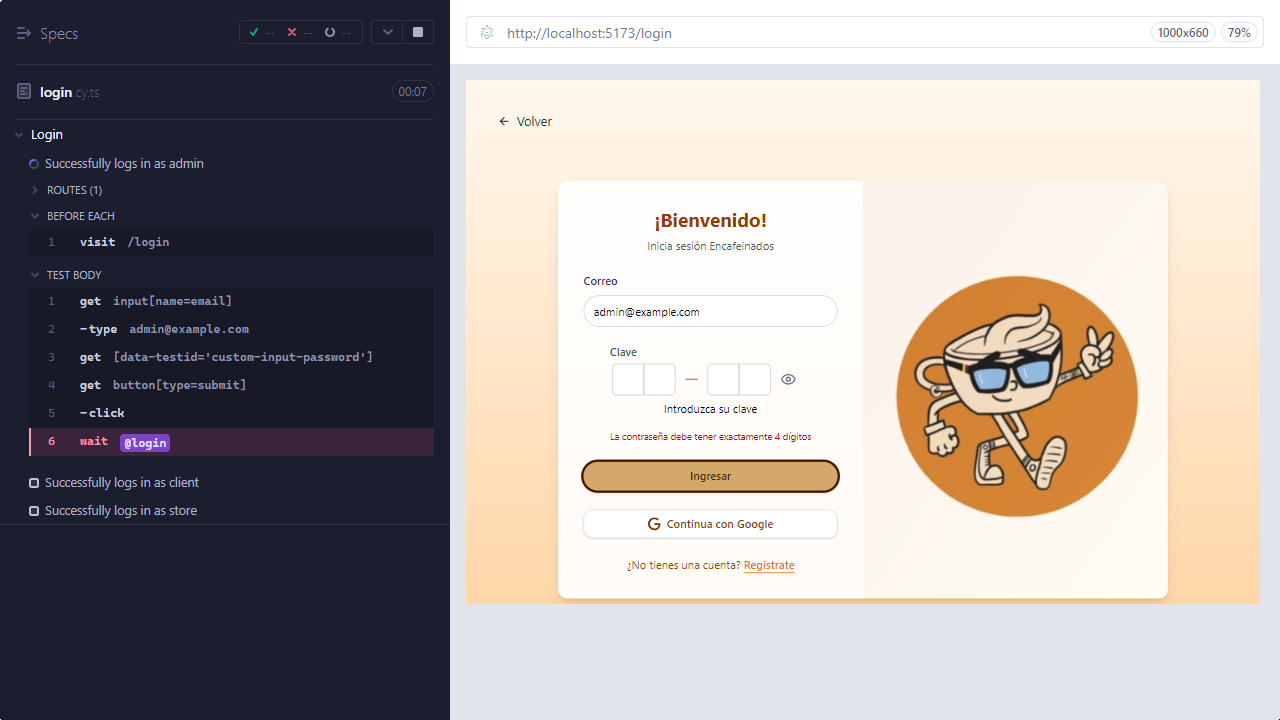 Specs
-- -- --
login.cy.ts
00:07
Login
Successfully logs in as admin
ROUTES (1)
BEFORE EACH
1 visit /login
TEST BODY
1 get input[name=email]
2 -type admin@example.com
3 get [data-testid='custom-input-password']
4 get button[type=submit]
5 -click
6 wait @login
Successfully logs in as client
Successfully logs in as store
http://localhost:5173/login
1000x660
79%
Volver
¡Bienvenido!
Inicia sesión Encafeinados
Correo
admin@example.com
Clave
Introduzca su clave
La contraseña debe tener exactamente 4 dígitos
Ingresar
Continua con Google
¿No tienes una cuenta? Registrate